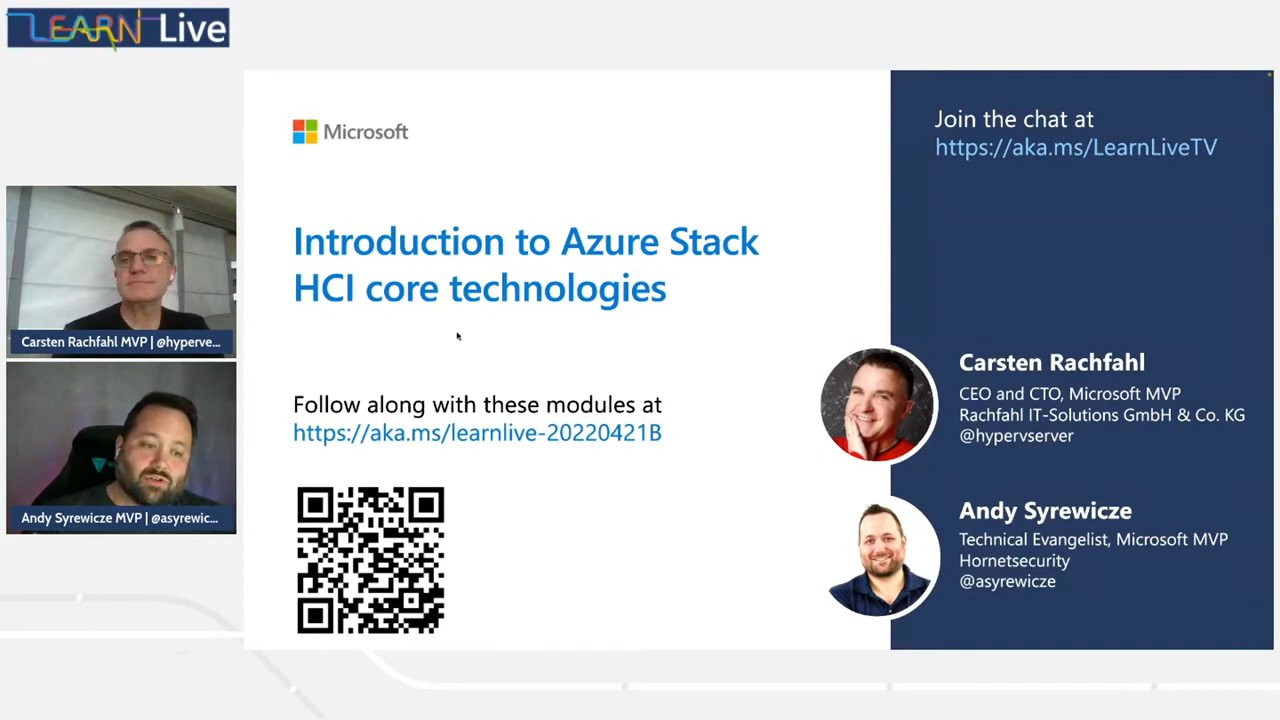 LEARN Live
Microsoft
Introduction to Azure Stack
HCI core technologies
Follow along with these modules at
https://aka.ms/learnlive-20220421B
Join the chat at
https://aka.ms/LearnLiveTV
Carsten Rachfahl
CEO and CTO, Microsoft MVP
Rachfahl IT-Solutions GmbH & Co. KG
@hypervserver
Andy Syrewicze
Technical Evangelist, Microsoft MVP
Hornetsecurity
@asyrewicze
Carsten Rachfahl MVP | @hyperve...
Andy Syrewicze MVP | @asyrewic...